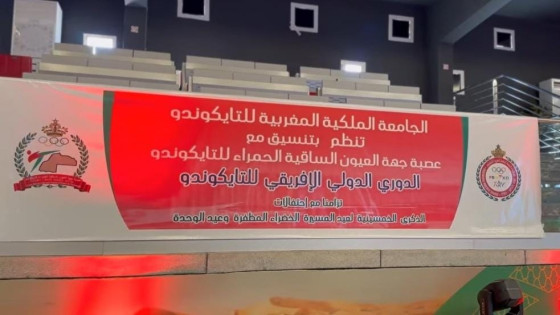 الجامعة الملكية المغربية للتايكوندو
تنظم بتنسيق مع
عصبة جهة العيون الساقية الحمراء للتايكوندو
الدوري الدولي الإفريقي للتايكوندو
تزامنا مع إحتفالات
الذكرى الخمسينية لعيد المسيرة الخضراء المظفرة وعيد الوحدة